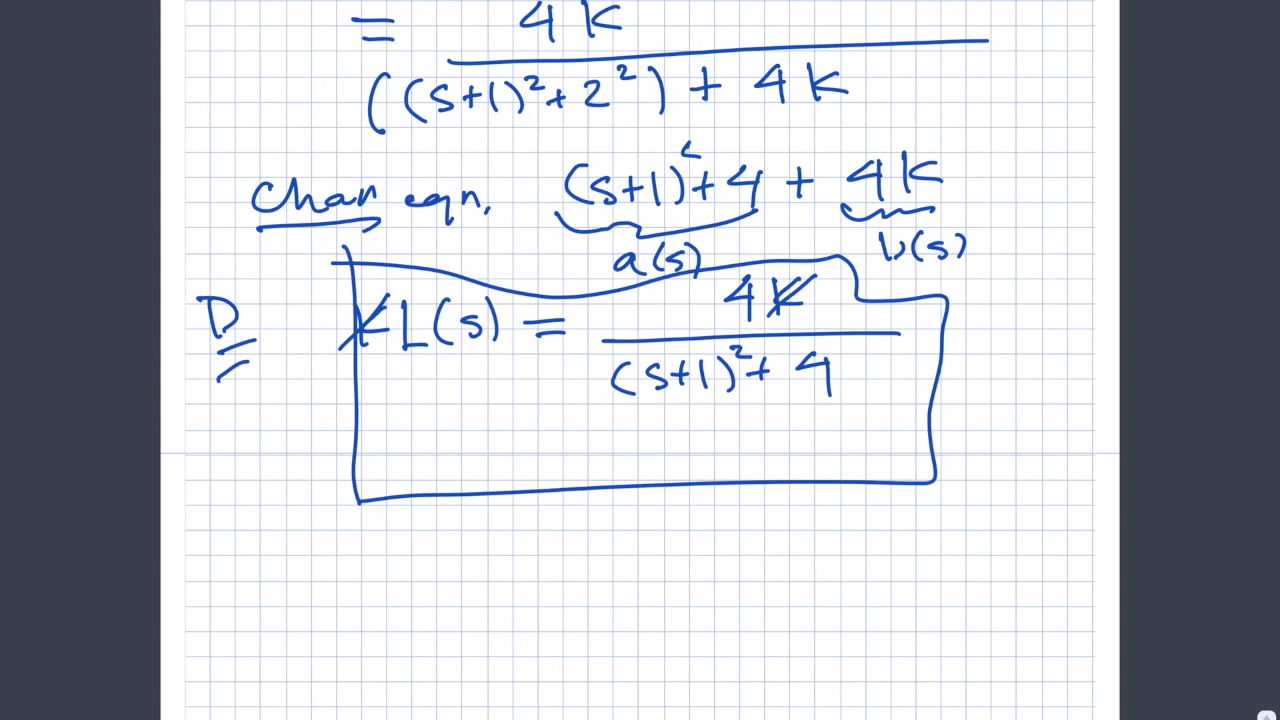 = 4K
((s+1)²+2²) + 4K
Char eqn, (s+1)²+4 + 4K
a(s) b(s)
D KL(s) = 4K
(s+1)²+ 4